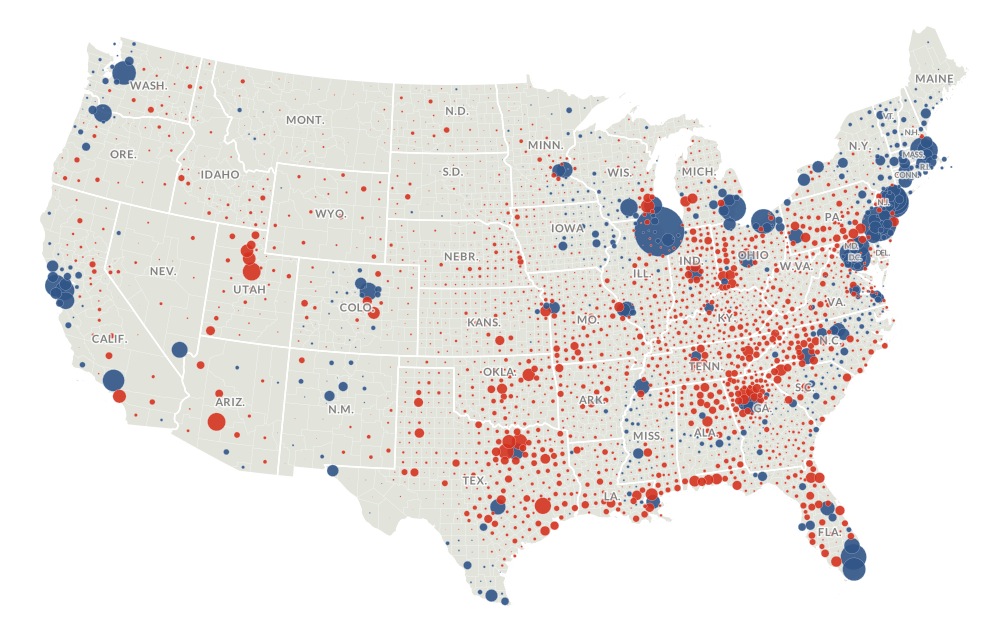 MAINE
WASH.
MONT.
N.D.
VT.
N.H.
ORE.
IDAHO
S.D.
MINN.
WIS.
MICH.
N.Y.
MASS.
R.I.
CONN.
WYO.
NEV.
UTAH
COLO.
NEBR.
IOWA
ILL.
IND.
OHIO
PA.
N.J.
MD.
D.C.
DEL.
W.VA.
VA.
CALIF.
KANS.
MO.
KY.
N.C.
ARIZ.
N.M.
OKLA.
ARK.
TENN.
S.C.
TEX.
LA.
MISS.
ALA.
GA.
FLA.